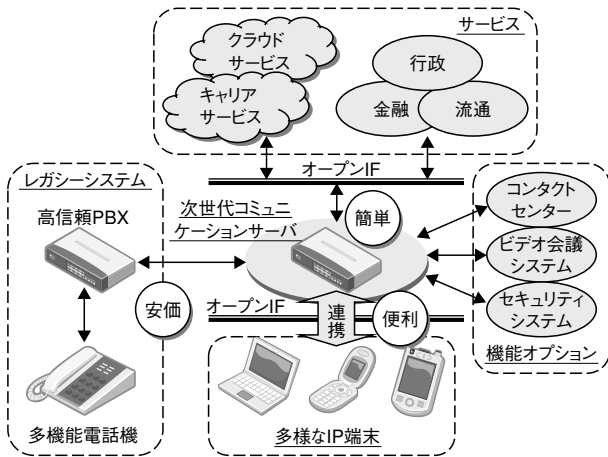 サービス
クラウド
サービス
キャリア
サービス
行政
金融
流通
オープンIF
レガシーシステム
高信頼PBX
次世代コミュニ
ケーションサーバ
簡単
コンタクト
センター
ビデオ会議
システム
セキュリティ
システム
機能オプション
安価
オープンIF
連携
便利
多機能電話機
多様なIP端末